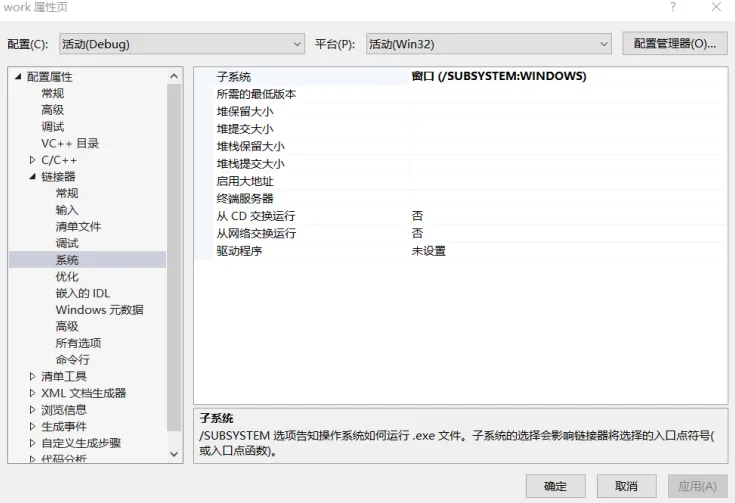 work 属性页
配置(C): 活动(Debug) 平台(P): 活动(Win32) 配置管理器(O)...
配置属性
常规
高级
调试
VC++ 目录
C/C++
链接器
常规
输入
清单文件
调试
系统
优化
嵌入的 IDL
Windows 元数据
高级
所有选项
命令行
清单工具
XML 文档生成器
浏览信息
生成事件
自定义生成步骤
代码分析
子系统 窗口 (/SUBSYSTEM:WINDOWS)
所需的最低版本
堆保留大小
堆提交大小
堆栈保留大小
堆栈提交大小
启用大地址
终端服务器
从 CD 交换运行 否
从网络交换运行 否
驱动程序 未设置
子系统
/SUBSYSTEM 选项告知操作系统如何运行 .exe 文件。子系统的选择会影响链接器将选择的入口点符号(
或入口点函数)。
确定 取消 应用(A)